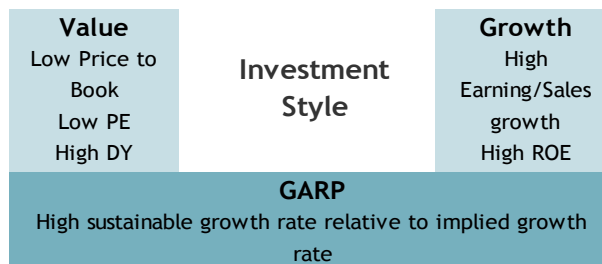 Value
Low Price to
Book
Low PE
High DY
Investment
Style
Growth
High
Earning/Sales
growth
High ROE
GARP
High sustainable growth rate relative to implied growth
rate